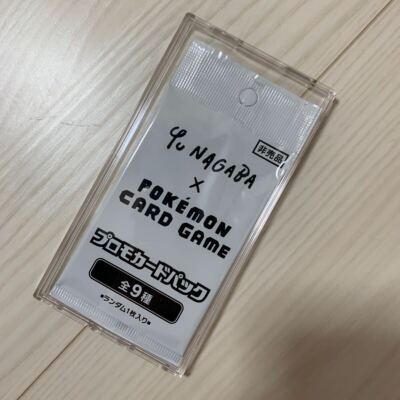 非売品
Yu NAGABA
×
POKÉMON
CARD GAME
プロモカードパック
全9種
■ランダム1枚入り■